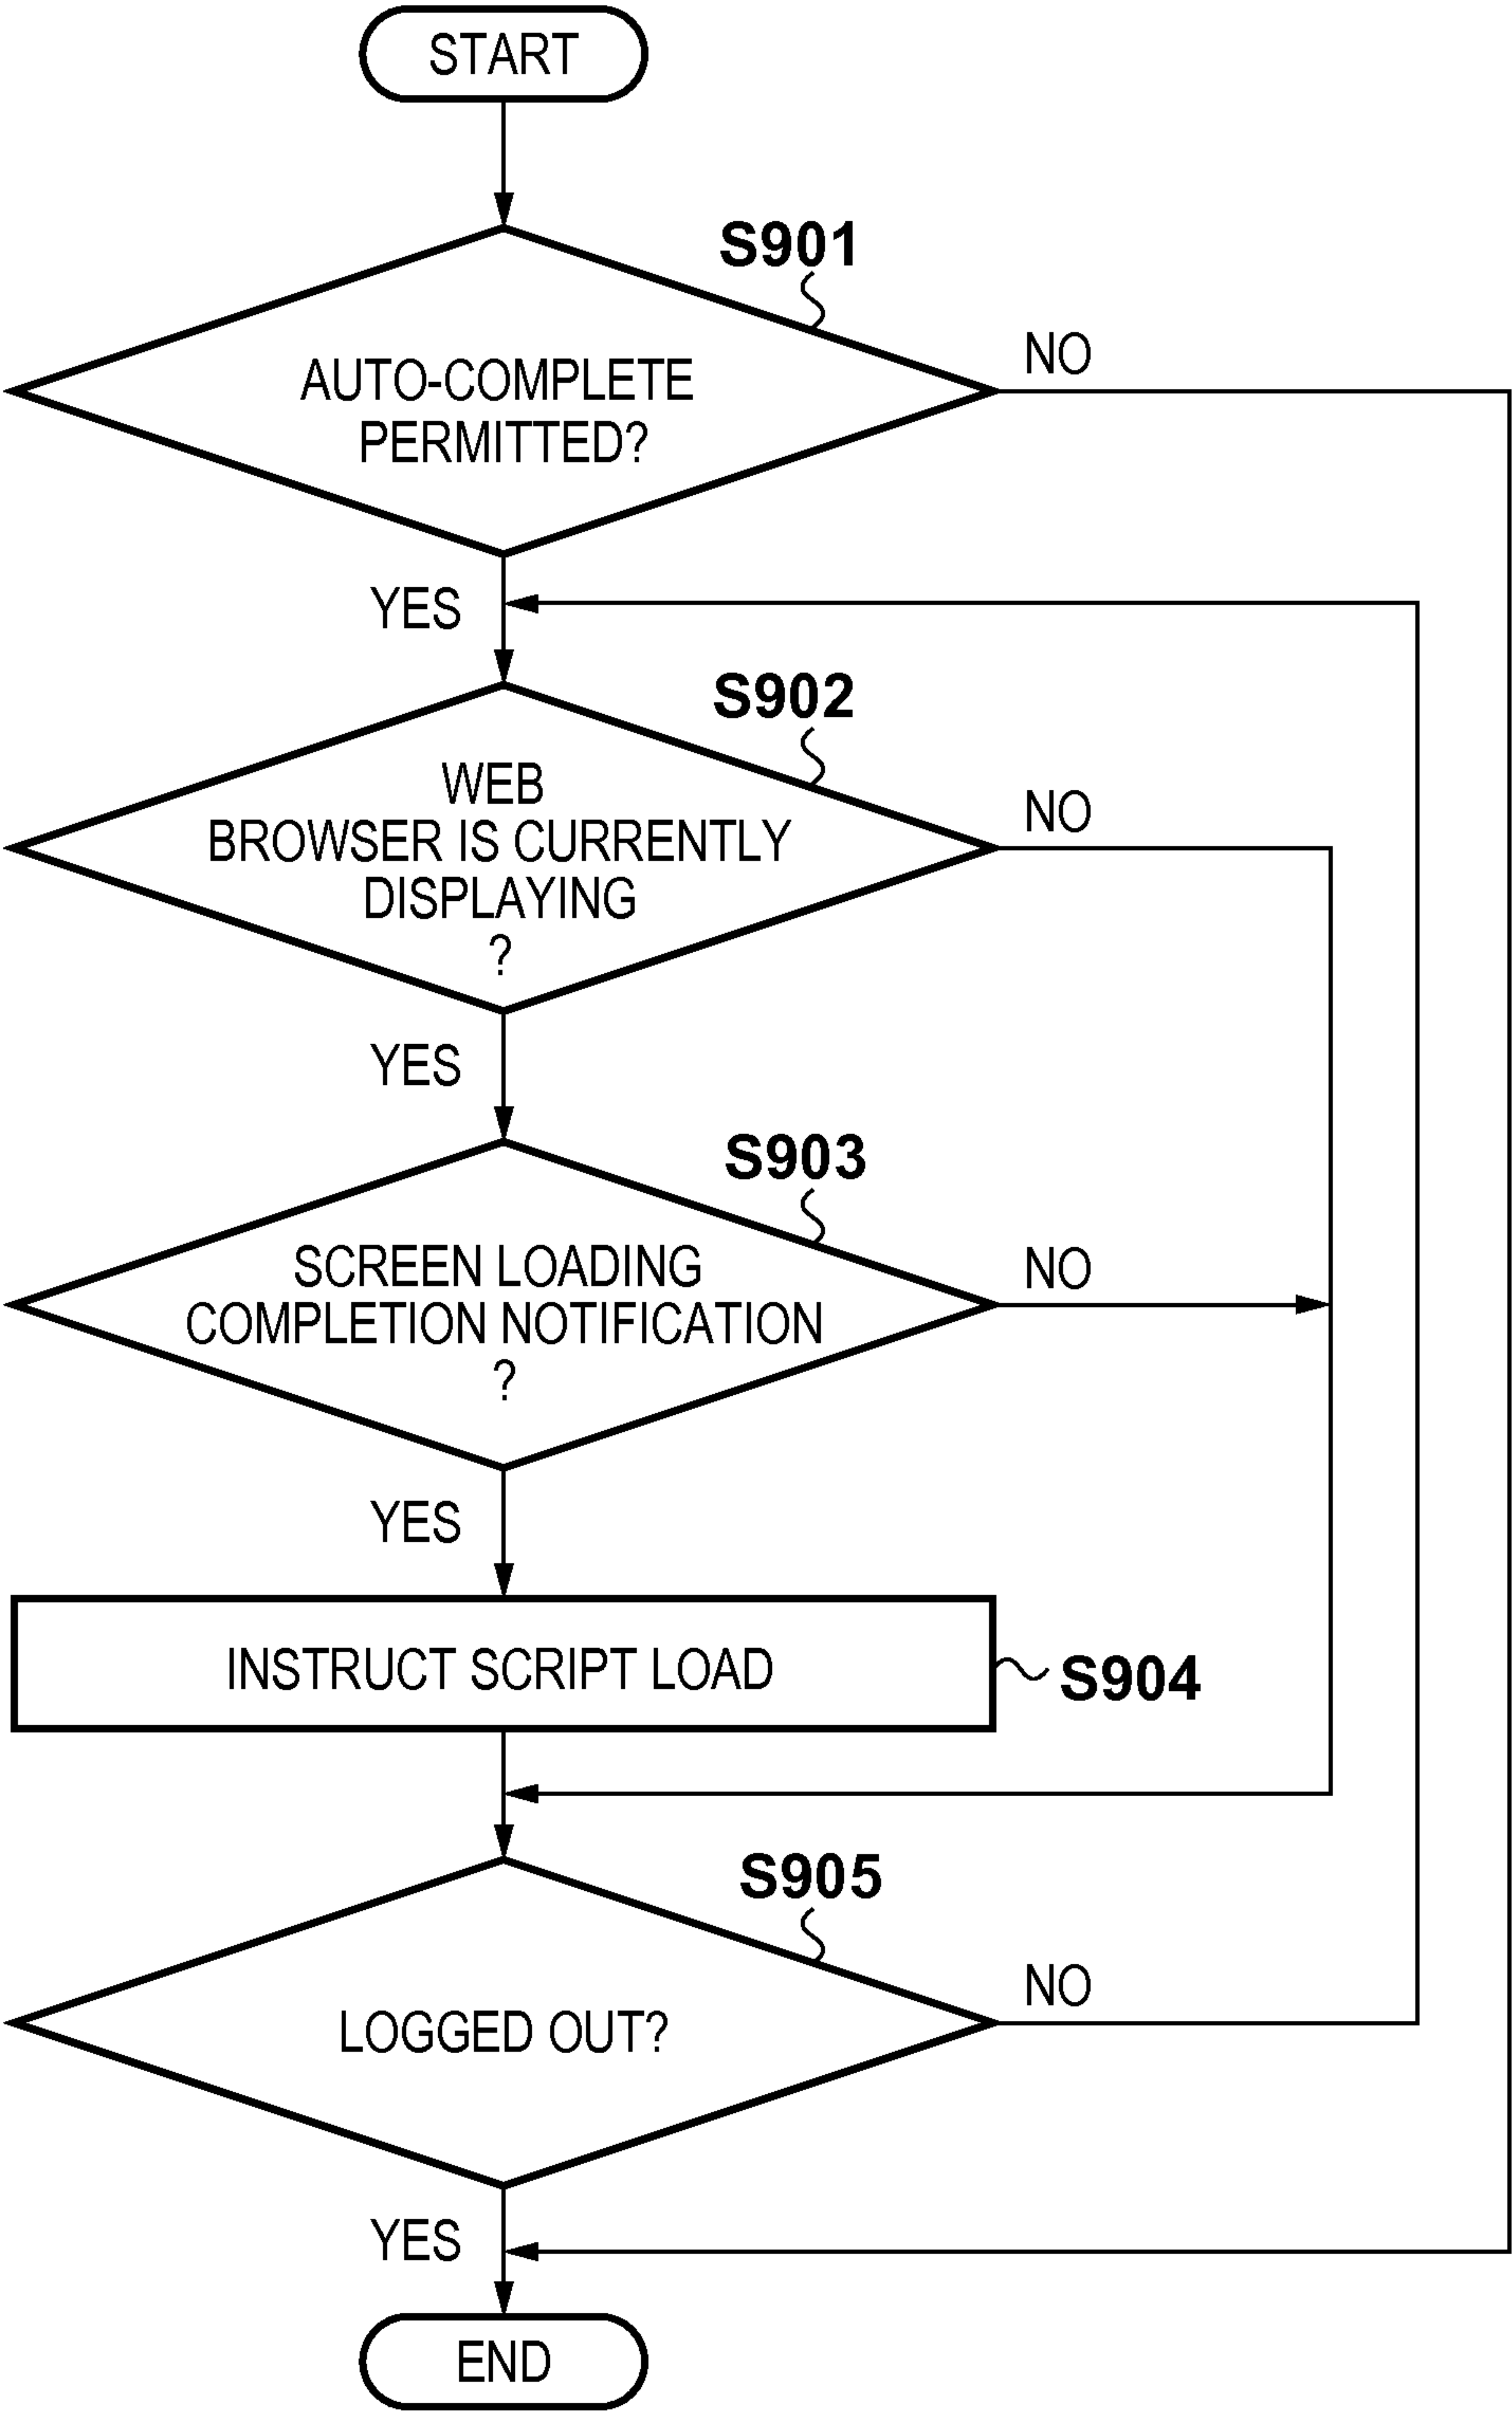 START
S901
AUTO-COMPLETE
PERMITTED?
NO
YES
S902
WEB
BROWSER IS CURRENTLY
DISPLAYING
?
NO
YES
S903
SCREEN LOADING
COMPLETION NOTIFICATION
?
NO
YES
INSTRUCT SCRIPT LOAD
S904
S905
LOGGED OUT?
NO
YES
END